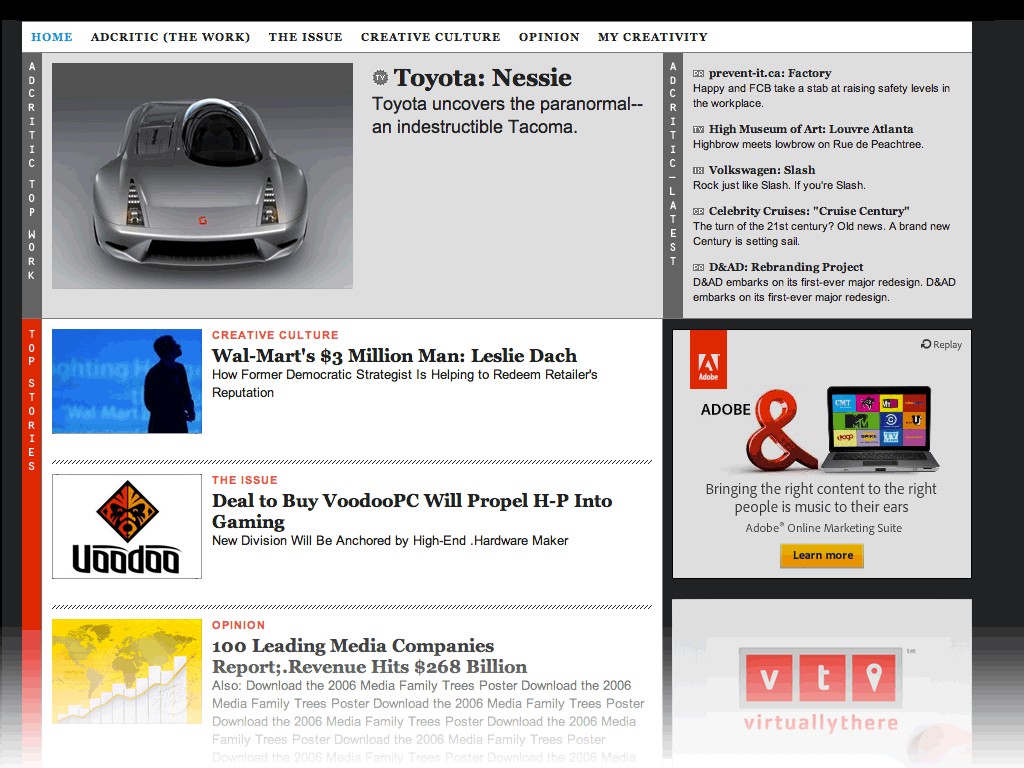 HOME ADCRITIC (THE WORK) THE ISSUE CREATIVE CULTURE OPINION MY CREATIVITY
ADCRITIC TOP WORK
TV Toyota: Nessie
Toyota uncovers the paranormal--
an indestructible Tacoma.
ADCRITIC—LATEST
prevent-it.ca: Factory
Happy and FCB take a stab at raising safety levels in
the workplace.
TV High Museum of Art: Louvre Atlanta
Highbrow meets lowbrow on Rue de Peachtree.
Volkswagen: Slash
Rock just like Slash. If you're Slash.
Celebrity Cruises: "Cruise Century"
The turn of the 21st century? Old news. A brand new
Century is setting sail.
D&AD: Rebranding Project
D&AD embarks on its first-ever major redesign. D&AD
embarks on its first-ever major redesign.
TOP STORIES
CREATIVE CULTURE
Wal-Mart's $3 Million Man: Leslie Dach
How Former Democratic Strategist Is Helping to Redeem Retailer's
Reputation
ghting H
Wal Mart
THE ISSUE
Deal to Buy VoodooPC Will Propel H-P Into
Gaming
New Division Will Be Anchored by High-End .Hardware Maker
VOODOO
OPINION
100 Leading Media Companies
Report;.Revenue Hits $268 Billion
Also: Download the 2006 Media Family Trees Poster Download the 2006
Media Family Trees Poster Download the 2006 Media Family Trees Poster
Download the 2006 Media Family Trees Poster Download the 2006 Media
Family Trees Poster Download the 2006 Media Family Trees Poster
Download the 2006 Media Family Trees Poster Download the 2006 Media
Replay
Adobe
ADOBE &
CMT
MTV
Spike
Bringing the right content to the right
people is music to their ears
Adobe® Online Marketing Suite
Learn more
vt
™
virtuallythere